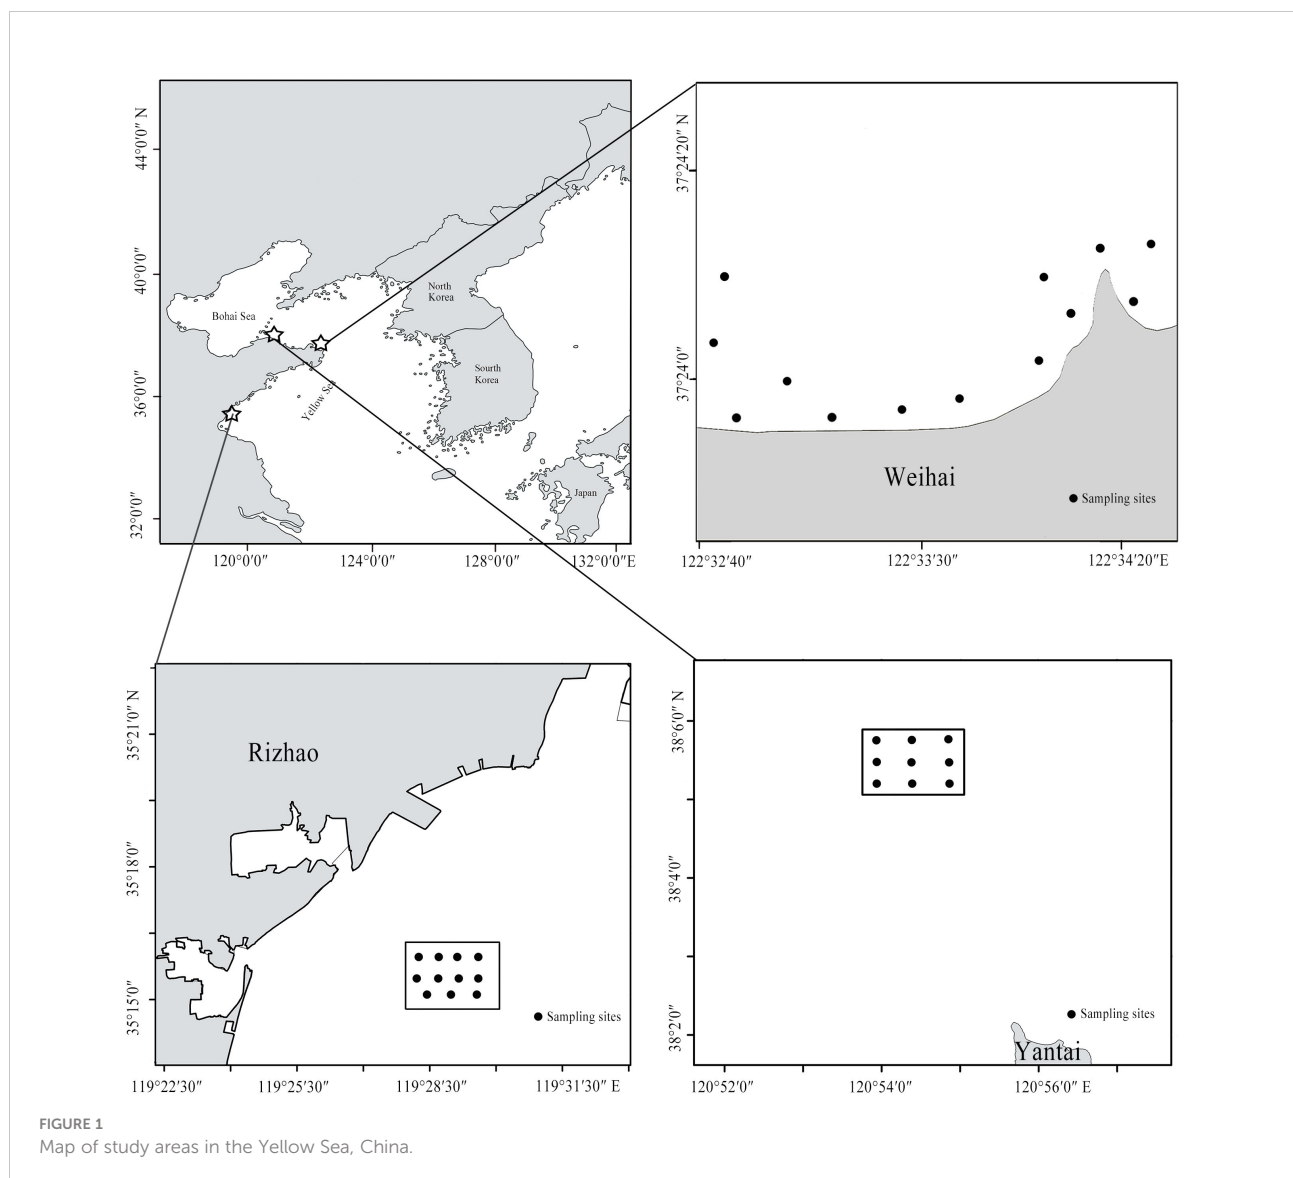 44°0'0" N
40°0'0"
36°0'0"
32°0'0"
Bohai Sea
North
Korea
Sourth
Korea
Yellow Sea
Japan
120°0'0"
124°0'0"
128°0'0"
132°0'0"E
37°24'20" N
37°24'0"
Weihai
Sampling sites
122°32'40"
122°33'30"
122°34'20"E
35°21'0" N
35°18'0"
35°15'0"
Rizhao
Sampling sites
119°22'30"
119°25'30"
119°28'30"
119°31'30" E
38°6'0" N
38°4'0"
38°2'0"
Sampling sites
Yantai
120°52'0"
120°54'0"
120°56'0" E
FIGURE 1
Map of study areas in the Yellow Sea, China.